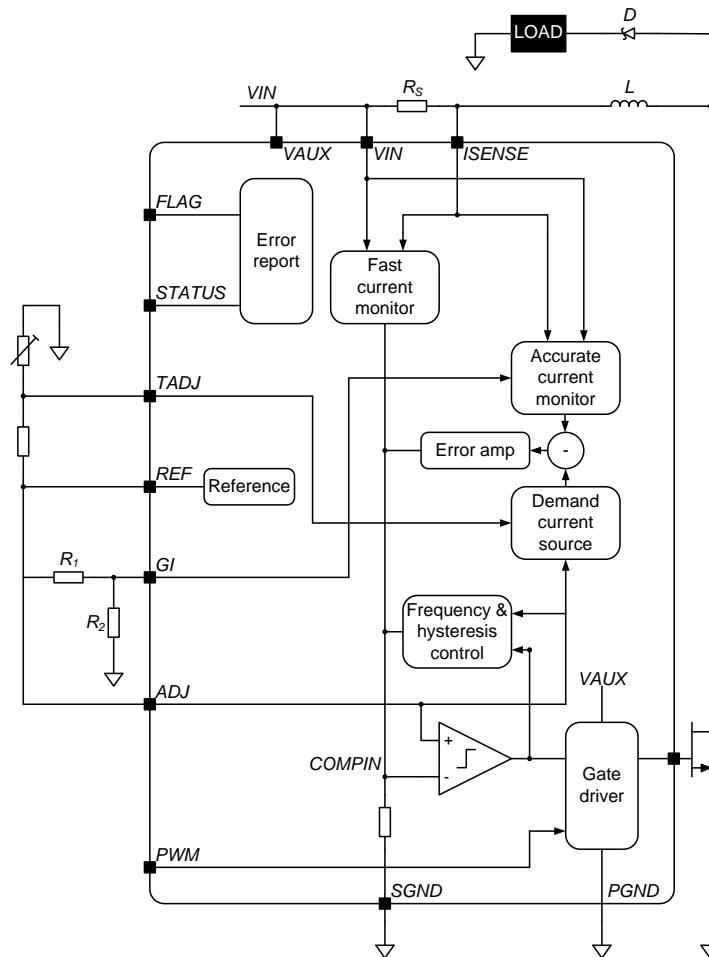 LOAD
D
VIN
RS
L
VAUX
VIN
ISENSE
FLAG
Error
report
Fast
current
monitor
STATUS
Accurate
current
monitor
TADJ
Error amp
-
REF
Reference
Demand
current
source
R1
GI
R2
Frequency &
hysteresis
control
ADJ
VAUX
+
COMPIN
-
Gate
driver
PWM
SGND
PGND